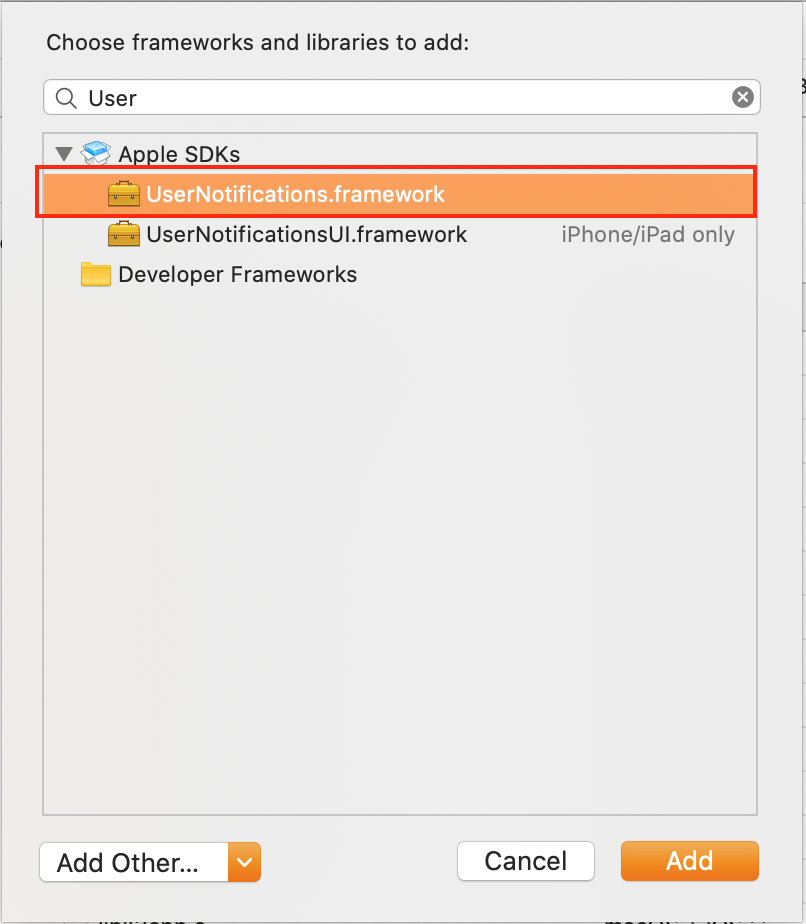 Choose frameworks and libraries to add:
User
Apple SDKs
UserNotifications.framework
UserNotificationsUI.framework iPhone/iPad only
Developer Frameworks
Add Other...
Cancel
Add